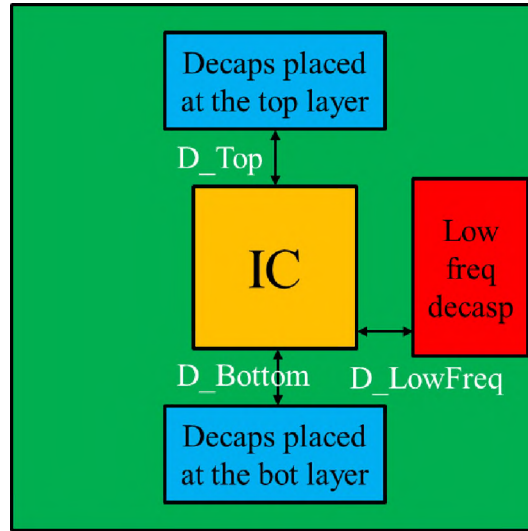 Decaps placed
at the top layer
D_Top
IC
Low
freq
decasp
D_Bottom
D_LowFreq
Decaps placed
at the bot layer